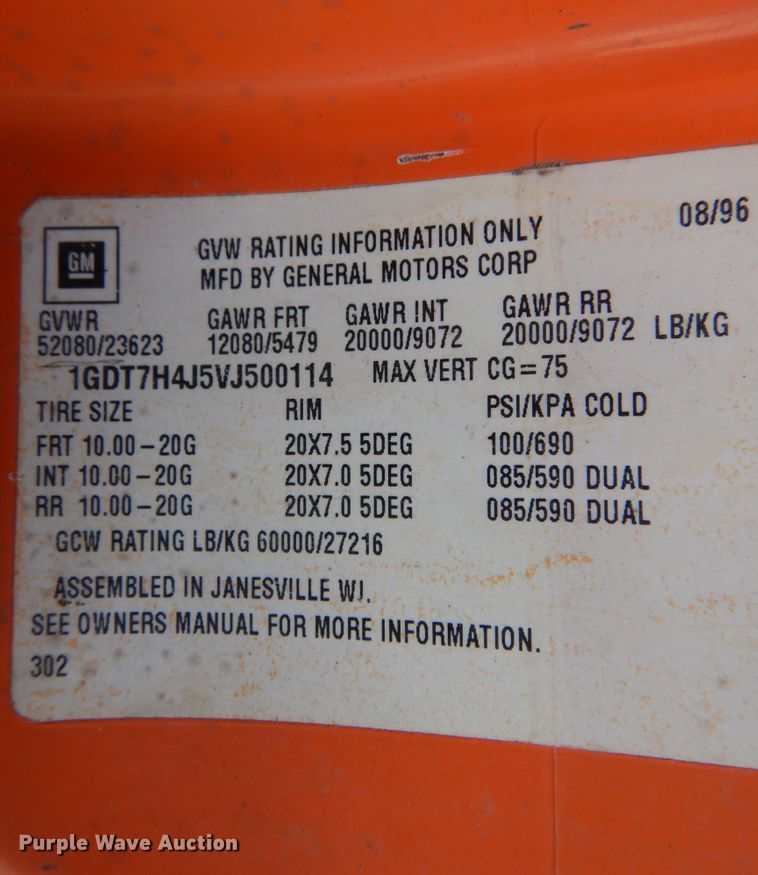 08/96
GM
GVW RATING INFORMATION ONLY
MFD BY GENERAL MOTORS CORP
GVWR GAWR FRT GAWR INT GAWR RR
52080/23623 12080/5479 20000/9072 20000/9072 LB/KG
1GDT7H4J5VJ500114 MAX VERT CG=75
TIRE SIZE RIM PSI/KPA COLD
FRT 10.00-20G 20X7.5 5DEG 100/690
INT 10.00-20G 20X7.0 5DEG 085/590 DUAL
RR 10.00-20G 20X7.0 5DEG 085/590 DUAL
GCW RATING LB/KG 60000/27216
ASSEMBLED IN JANESVILLE WI.
SEE OWNERS MANUAL FOR MORE INFORMATION.
302
Purple Wave Auction